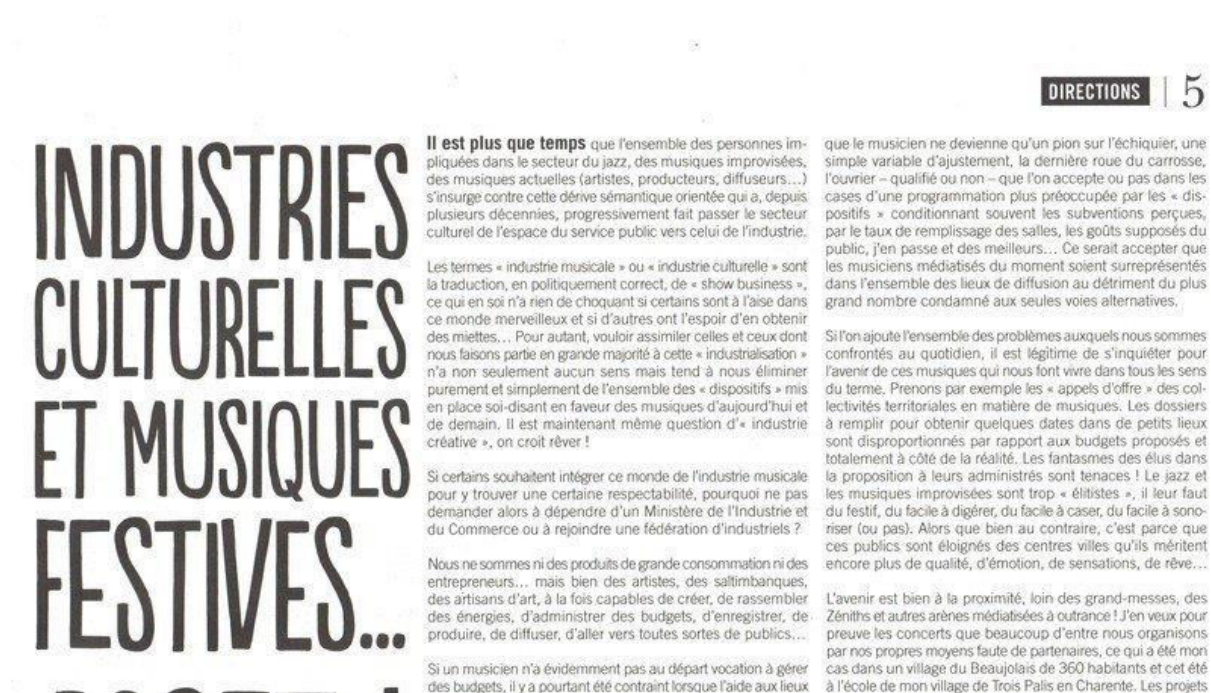 DIRECTIONS | 5
INDUSTRIES
CULTURELLES
ET MUSIQUES
FESTIVES...
Il est plus que temps que l'ensemble des personnes im-
pliquées dans le secteur du jazz, des musiques improvisées,
des musiques actuelles (artistes, producteurs, diffuseurs...)
s'insurge contre cette dérive sémantique orientée qui a, depuis
plusieurs décennies, progressivement fait passer le secteur
culturel de l'espace du service public vers celui de l'industrie.
Les termes « industrie musicale » ou « industrie culturelle » sont
la traduction, en politiquement correct, de « show business »,
ce qui en soi n'a rien de choquant si certains sont à l'aise dans
ce monde merveilleux et si d'autres ont l'espoir d'en obtenir
des miettes... Pour autant, vouloir assimiler celles et ceux dont
nous faisons partie en grande majorité à cette « industrialisation »
n'a non seulement aucun sens mais tend à nous éliminer
purement et simplement de l'ensemble des « dispositifs » mis
en place soi-disant en faveur des musiques d'aujourd'hui et
de demain. Il est maintenant même question d'« industrie
créative », on croit rêver !
Si certains souhaitent intégrer ce monde de l'industrie musicale
pour y trouver une certaine respectabilité, pourquoi ne pas
demander alors à dépendre d'un Ministère de l'Industrie et
du Commerce ou à rejoindre une fédération d'industriels ?
Nous ne sommes ni des produits de grande consommation ni des
entrepreneurs... mais bien des artistes, des saltimbanques,
des artisans d'art, à la fois capables de créer, de rassembler
des énergies, d'administrer des budgets, d'enregistrer, de
produire, de diffuser, d'aller vers toutes sortes de publics...
Si un musicien n'a évidemment pas au départ vocation à gérer
des budgets, il y a pourtant été contraint lorsque l'aide aux lieux
que le musicien ne devienne qu'un pion sur l'échiquier, une
simple variable d'ajustement, la dernière roue du carrosse,
l'ouvrier – qualifié ou non – que l'on accepte ou pas dans les
cases d'une programmation plus préoccupée par les « dis-
positifs » conditionnant souvent les subventions perçues,
par le taux de remplissage des salles, les goûts supposés du
public, j'en passe et des meilleurs... Ce serait accepter que
les musiciens médiatisés du moment soient surreprésentés
dans l'ensemble des lieux de diffusion au détriment du plus
grand nombre condamné aux seules voies alternatives.
Si l'on ajoute l'ensemble des problèmes auxquels nous sommes
confrontés au quotidien, il est légitime de s'inquiéter pour
l'avenir de ces musiques qui nous font vivre dans tous les sens
du terme. Prenons par exemple les « appels d'offre » des col-
lectivités territoriales en matière de musiques. Les dossiers
à remplir pour obtenir quelques dates dans de petits lieux
sont disproportionnés par rapport aux budgets proposés et
totalement à côté de la réalité. Les fantasmes des élus dans
la proposition à leurs administrés sont tenaces ! Le jazz et
les musiques improvisées sont trop « élitistes », il leur faut
du festif, du facile à digérer, du facile à caser, du facile à sono-
riser (ou pas). Alors que bien au contraire, c'est parce que
ces publics sont éloignés des centres villes qu'ils méritent
encore plus de qualité, d'émotion, de sensations, de rêve...
L'avenir est bien à la proximité, loin des grand-messes, des
Zéniths et autres arènes médiatisées à outrance ! J'en veux pour
preuve les concerts que beaucoup d'entre nous organisons
par nos propres moyens faute de partenaires, ce qui a été mon
cas dans un village du Beaujolais de 360 habitants et cet été
à l'école de mon village de Trois Palis en Charente. Les projets